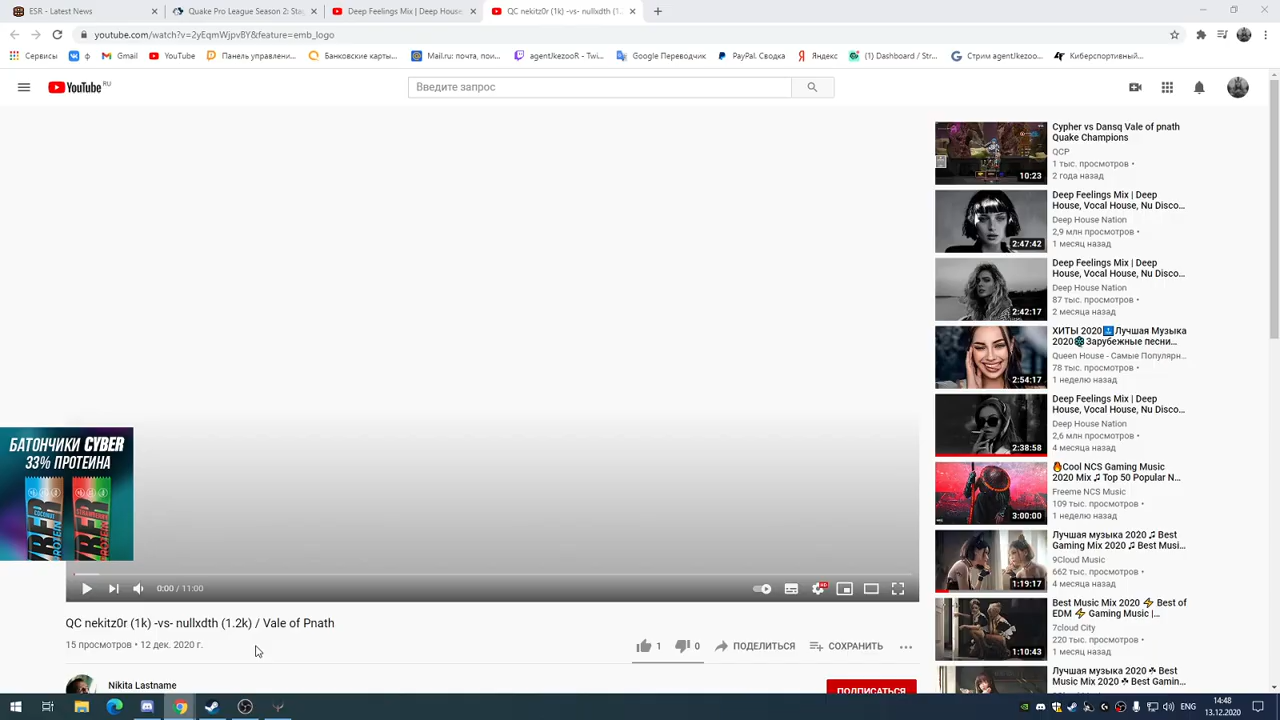 ESR - Latest News
Quake Pro League Season 2: Sta
Deep Feelings Mix | Deep House
QC nekitz0r (1k) -vs- nullxdth (1.
youtube.com/watch?v=2yEqmWjpvBY&feature=emb_logo
Сервисы
ф
Gmail
YouTube
Панель управлени...
Банковские карты...
Mail.ru: почта, пои...
agentJkezooR – Twi...
Google Переводчик
PayPal. Сводка
Яндекс
(1) Dashboard / Str...
Стрим agentJkezoo...
Киберспортивный...
YouTube RU
Введите запрос
Cypher vs Dansq Vale of pnath
Quake Champions
QCP
1 тыс. просмотров •
2 года назад
10:23
Deep Feelings Mix | Deep
House, Vocal House, Nu Disco...
Deep House Nation
2,9 млн просмотров •
1 месяц назад
2:47:42
Deep Feelings Mix | Deep
House, Vocal House, Nu Disco...
Deep House Nation
87 тыс. просмотров •
2 месяца назад
2:42:17
ХИТЫ 2020 Лучшая Музыка
2020 Зарубежные песни...
Queen House - Самые Популярн...
78 тыс. просмотров •
1 неделю назад
2:54:17
Deep Feelings Mix | Deep
House, Vocal House, Nu Disco...
Deep House Nation
2,6 млн просмотров •
4 месяца назад
2:38:58
Cool NCS Gaming Music
2020 Mix ♫ Top 50 Popular N...
Freeme NCS Music
109 тыс. просмотров •
1 неделю назад
3:00:00
Лучшая музыка 2020 ♫ Best
Gaming Mix 2020 ♫ Best Musi...
9Cloud Music
662 тыс. просмотров •
4 месяца назад
1:19:17
Best Music Mix 2020 ⚡ Best of
EDM ⚡ Gaming Music |...
7cloud City
220 тыс. просмотров •
1 месяц назад
1:10:43
Лучшая музыка 2020 ☘ Best
Music Mix 2020 ☘ Best Gamin...
БАТОНЧИКИ CYBER
33% ПРОТЕИНА
0:00 / 11:00
HD
QC nekitz0r (1k) -vs- nullxdth (1.2k) / Vale of Pnath
15 просмотров • 12 дек. 2020 г.
1
0
ПОДЕЛИТЬСЯ
СОХРАНИТЬ
Nikita Lastname
ПОДПИСАТЬСЯ
ENG
14:48
13.12.2020